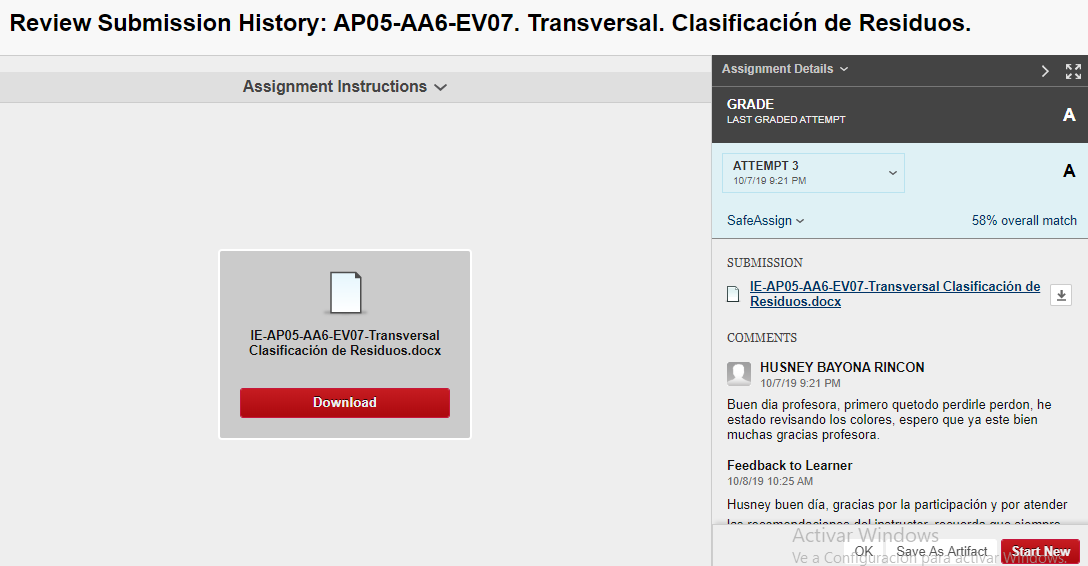 Review Submission History: AP05-AA6-EV07. Transversal. Clasificación de Residuos.
Assignment Instructions
IE-AP05-AA6-EV07-Transversal
Clasificación de Residuos.docx
Download
Assignment Details
GRADE
LAST GRADED ATTEMPT
A
ATTEMPT 3
10/7/19 9:21 PM
A
SafeAssign
58% overall match
SUBMISSION
IE-AP05-AA6-EV07-Transversal Clasificación de
Residuos.docx
COMMENTS
HUSNEY BAYONA RINCON
10/7/19 9:21 PM
Buen dia profesora, primero quetodo perdirle perdon, he
estado revisando los colores, espero que ya este bien
muchas gracias profesora.
Feedback to Learner
10/8/19 10:25 AM
Husney buen día, gracias por la participación y por atender
las recomendaciones del instructor, recuerda que siempre
Activar Windows
Ve a Configuración para activar Windows.
OK
Save As Artifact
Start New